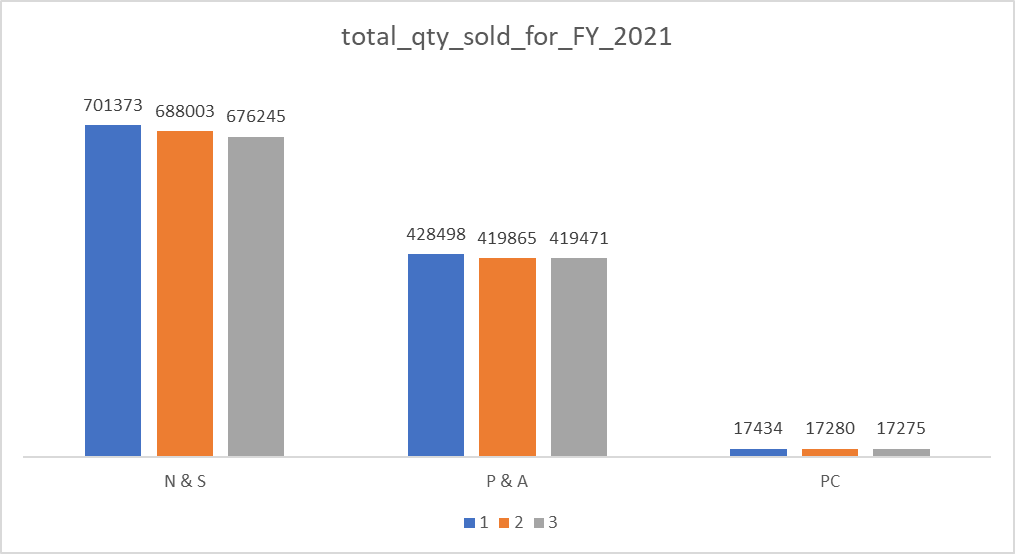 total_qty_sold_for_FY_2021
701373 688003 676245
428498 419865 419471
17434 17280 17275
N & S P & A PC
1 2 3